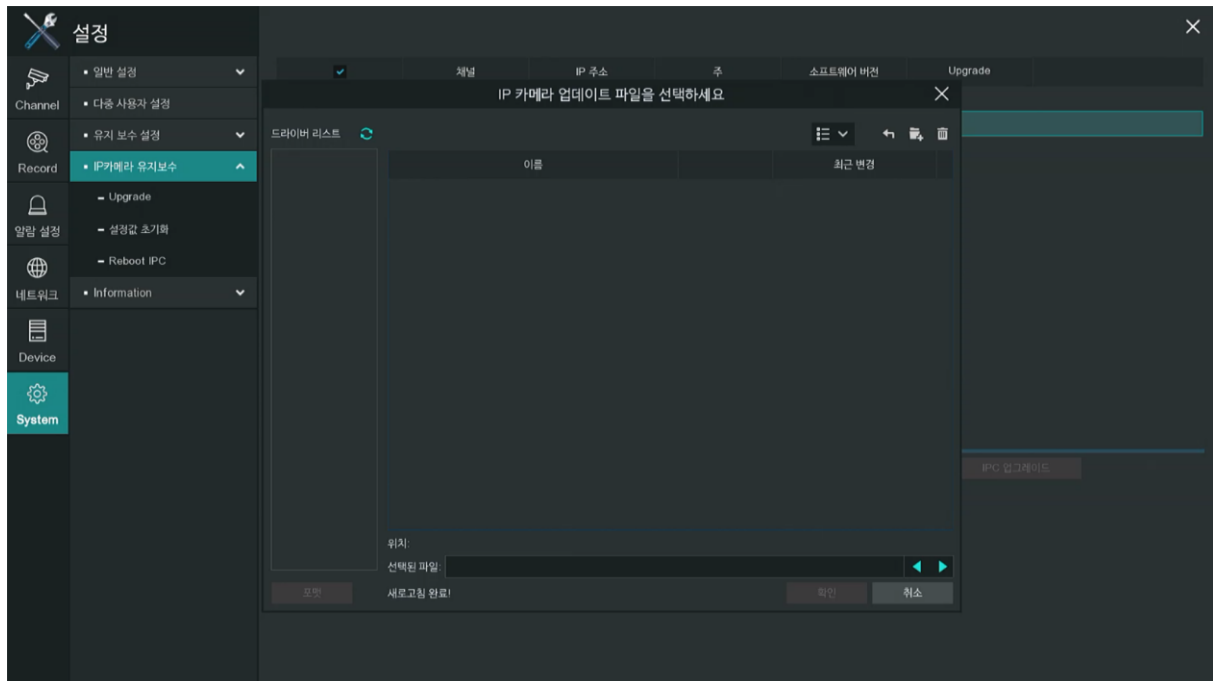 설정
Channel
Record
알람 설정
네트워크
Device
System
일반 설정
다중 사용자 설정
유지 보수 설정
IP카메라 유지보수
Upgrade
설정값 초기화
Reboot IPC
Information
채널 IP 주소 주 소프트웨어 버전 Upgrade
IP 카메라 업데이트 파일을 선택하세요
드라이버 리스트
이름 최근 변경
IPC 업그레이드
위치:
선택된 파일:
포맷 새로고침 완료! 확인 취소